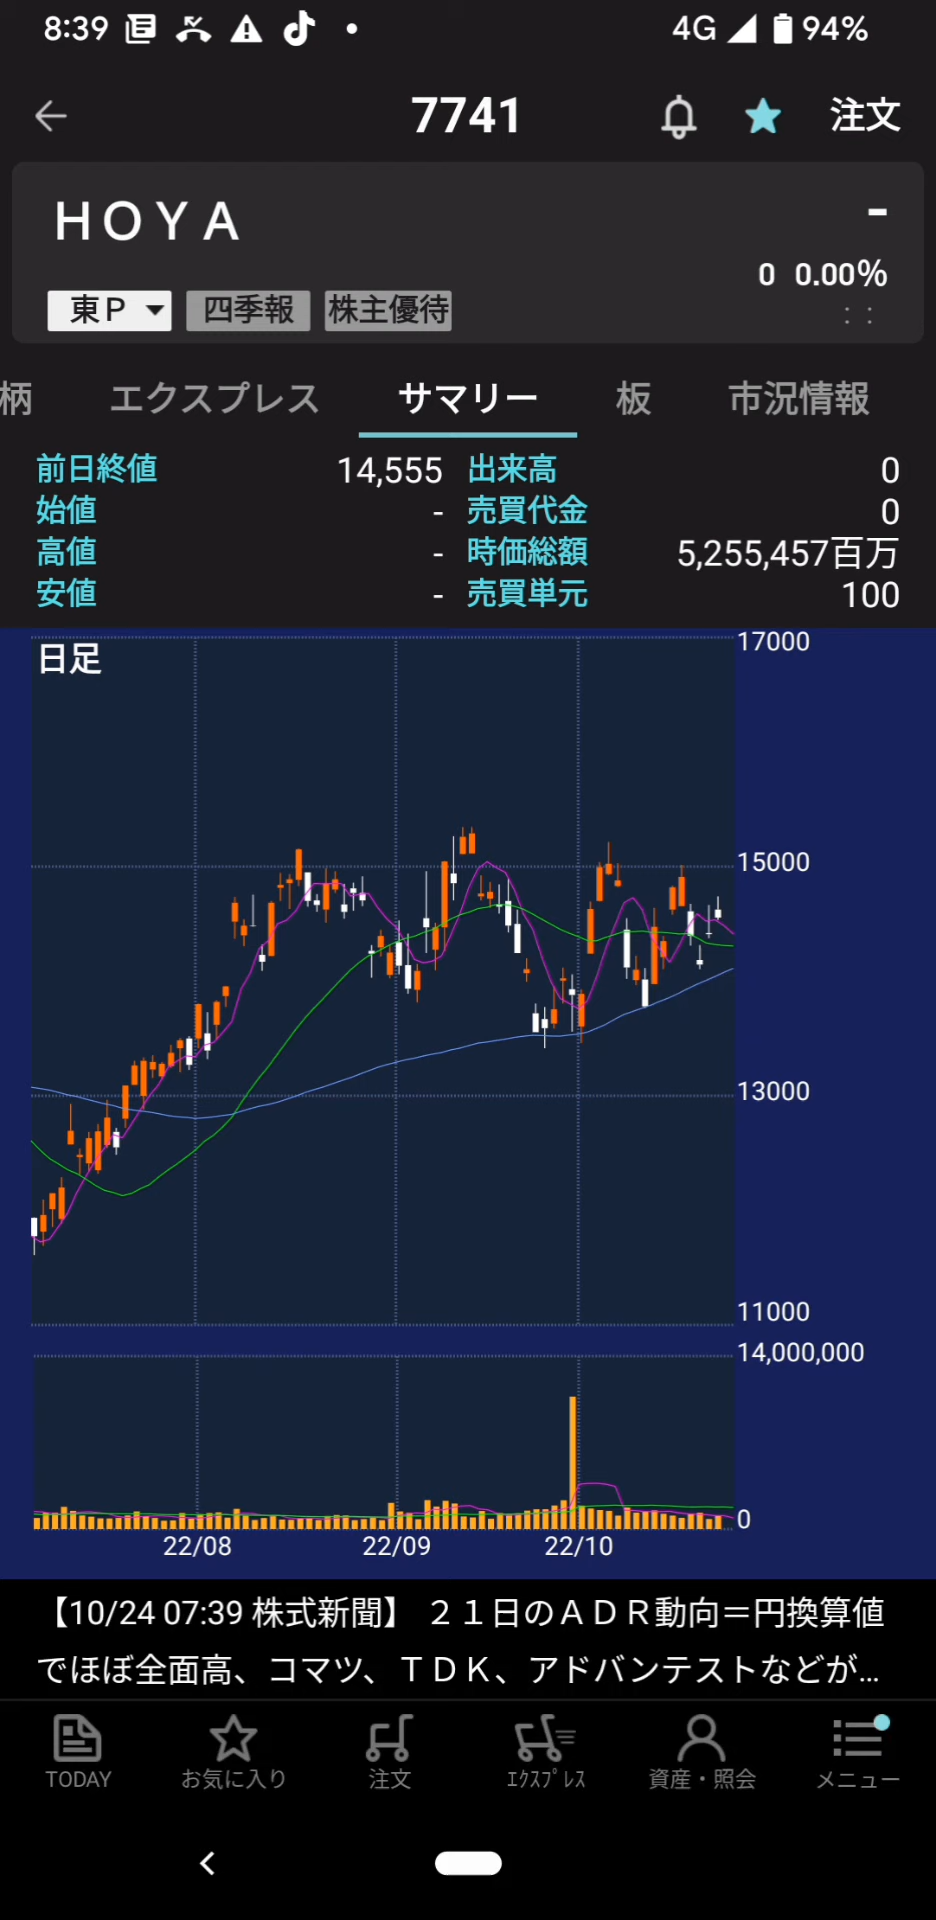 8:39 4G 94%
7741 注文
ＨＯＹＡ -
0 0.00%
東Ｐ 四季報 株主優待 : :
柄 エクスプレス サマリー 板 市況情報
前日終値 14,555 出来高 0
始値 - 売買代金 0
高値 - 時価総額 5,255,457百万
安値 - 売買単元 100
日足
17000
15000
13000
11000
14,000,000
0
22/08 22/09 22/10
【10/24 07:39 株式新聞】 ２１日のＡＤＲ動向＝円換算値
でほぼ全面高、コマツ、ＴＤＫ、アドバンテストなどが...
TODAY お気に入り 注文 ｴｸｽﾌﾟﾚｽ 資産・照会 メニュー